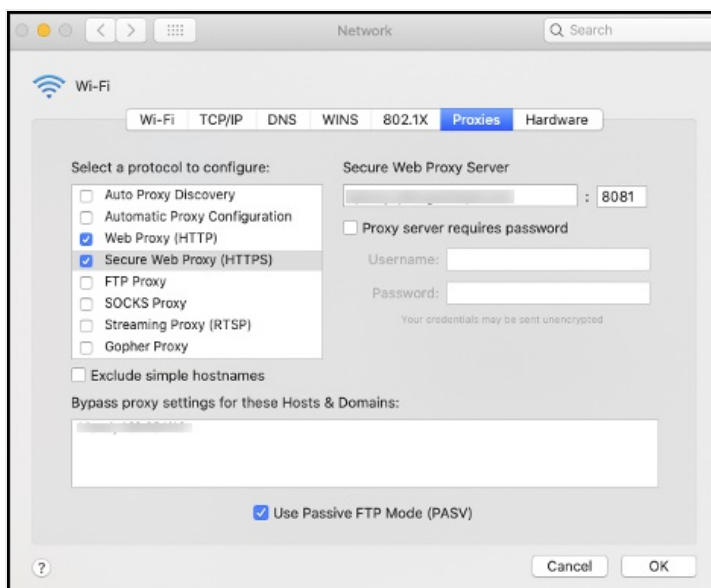 Network
Search
Wi-Fi
Wi-Fi TCP/IP DNS WINS 802.1X Proxies Hardware
Select a protocol to configure:
Auto Proxy Discovery
Automatic Proxy Configuration
Web Proxy (HTTP)
Secure Web Proxy (HTTPS)
FTP Proxy
SOCKS Proxy
Streaming Proxy (RTSP)
Gopher Proxy
Exclude simple hostnames
Secure Web Proxy Server
: 8081
Proxy server requires password
Username:
Password:
Your credentials may be sent unencrypted
Bypass proxy settings for these Hosts & Domains:
Use Passive FTP Mode (PASV)
?
Cancel
OK